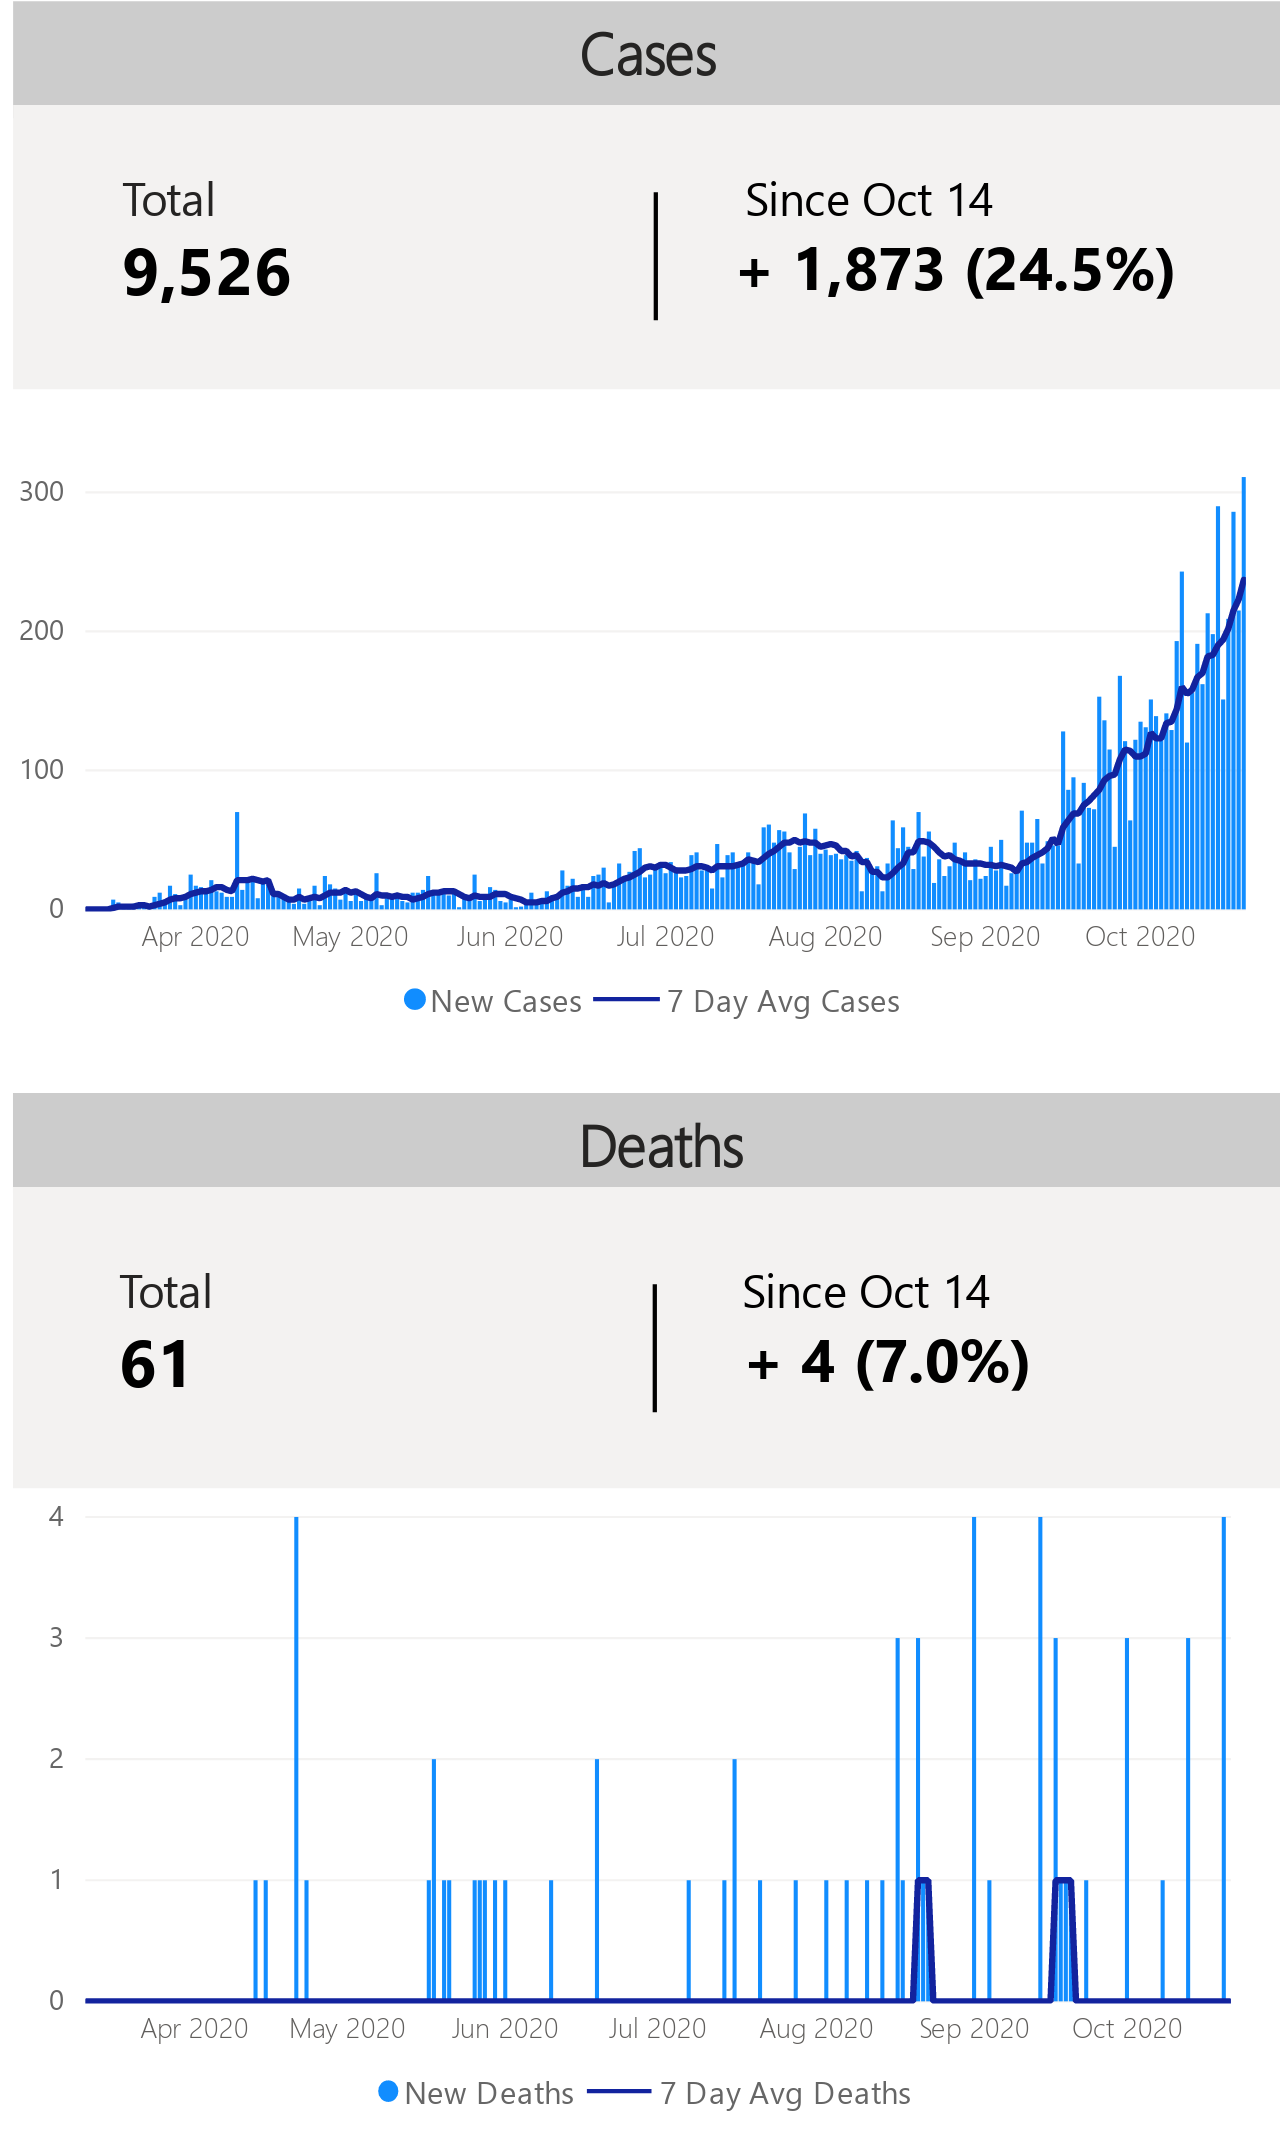 Cases
Total
Since Oct 14
9,526
+ 1,873 (24.5%)
300
200
100
0
Apr 2020 May 2020 Jun 2020 Jul 2020 Aug 2020 Sep 2020 Oct 2020
New Cases 7 Day Avg Cases
Deaths
Total
Since Oct 14
61
+ 4 (7.0%)
4
3
2
1
0
Apr 2020 May 2020 Jun 2020 Jul 2020 Aug 2020 Sep 2020 Oct 2020
New Deaths 7 Day Avg Deaths